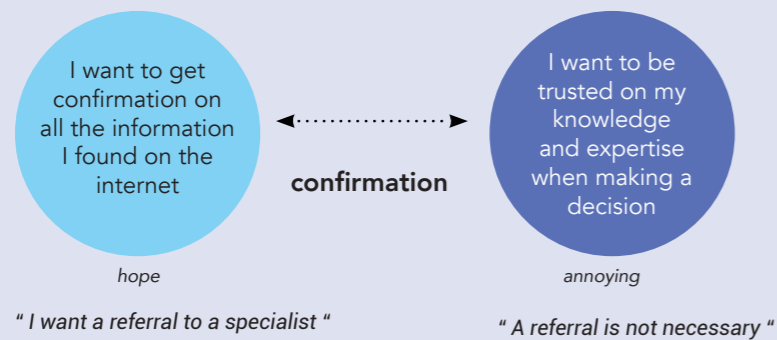 I want to get
confirmation on
all the information
I found on the
internet
confirmation
I want to be
trusted on my
knowledge
and expertise
when making a
decision
hope
annoying
“ I want a referral to a specialist “
“ A referral is not necessary “